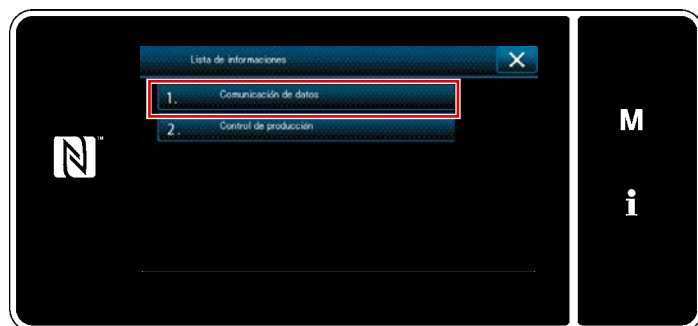 Lista de informaciones
1. Comunicación de datos
2. Control de producción
M
i